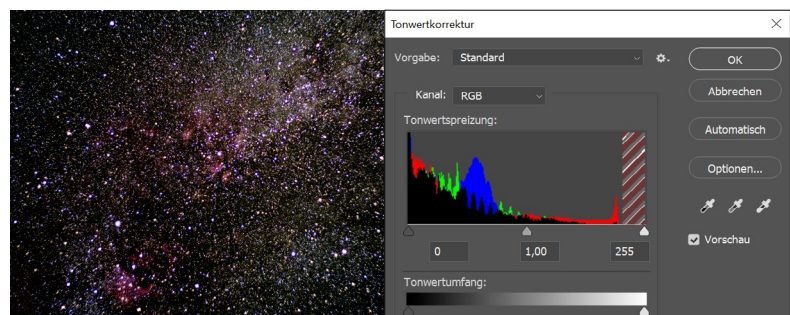 Tonwertkorrektur
Vorgabe: Standard
OK
Kanal: RGB
Abbrechen
Tonwertspreizung:
Automatisch
Optionen...
0 1,00 255
Vorschau
Tonwertumfang: